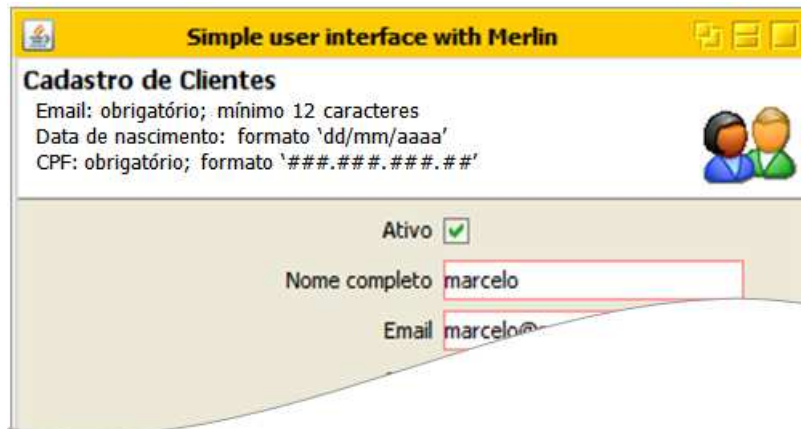 Simple user interface with Merlin
Cadastro de Clientes
Email: obrigatório; mínimo 12 caracteres
Data de nascimento: formato ‘dd/mm/aaaa’
CPF: obrigatório; formato ‘###.###.###.##’
Ativo
Nome completo marcelo
Email marcelo@